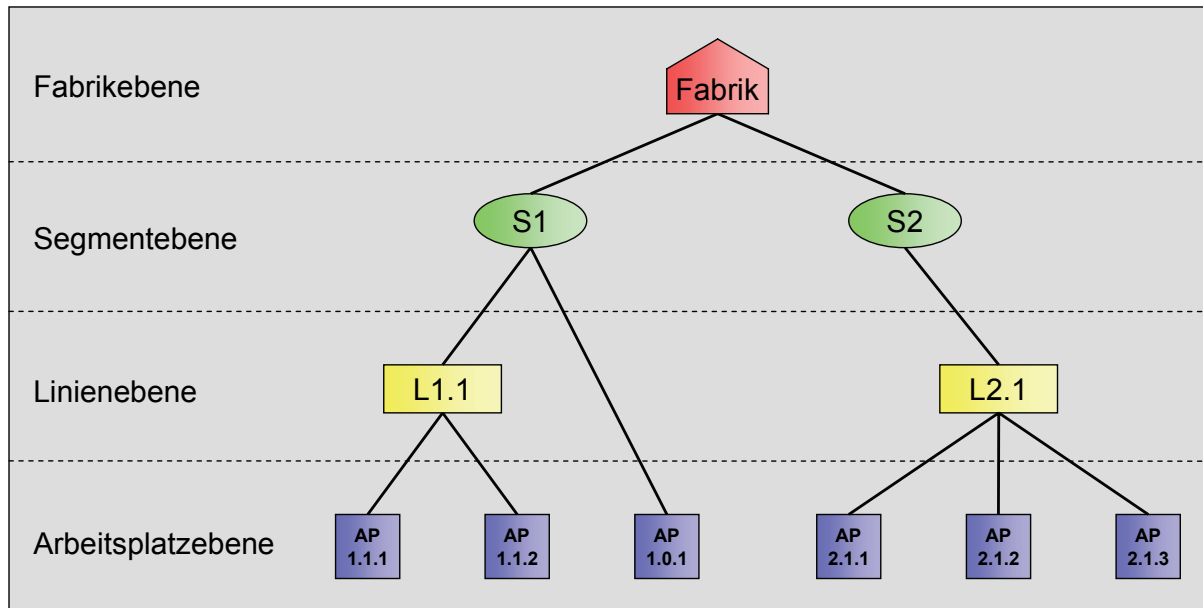 Fabrikebene
Fabrik
Segmentebene
S1
S2
Linienebene
L1.1
L2.1
Arbeitsplatzebene
AP
1.1.1
AP
1.1.2
AP
1.0.1
AP
2.1.1
AP
2.1.2
AP
2.1.3